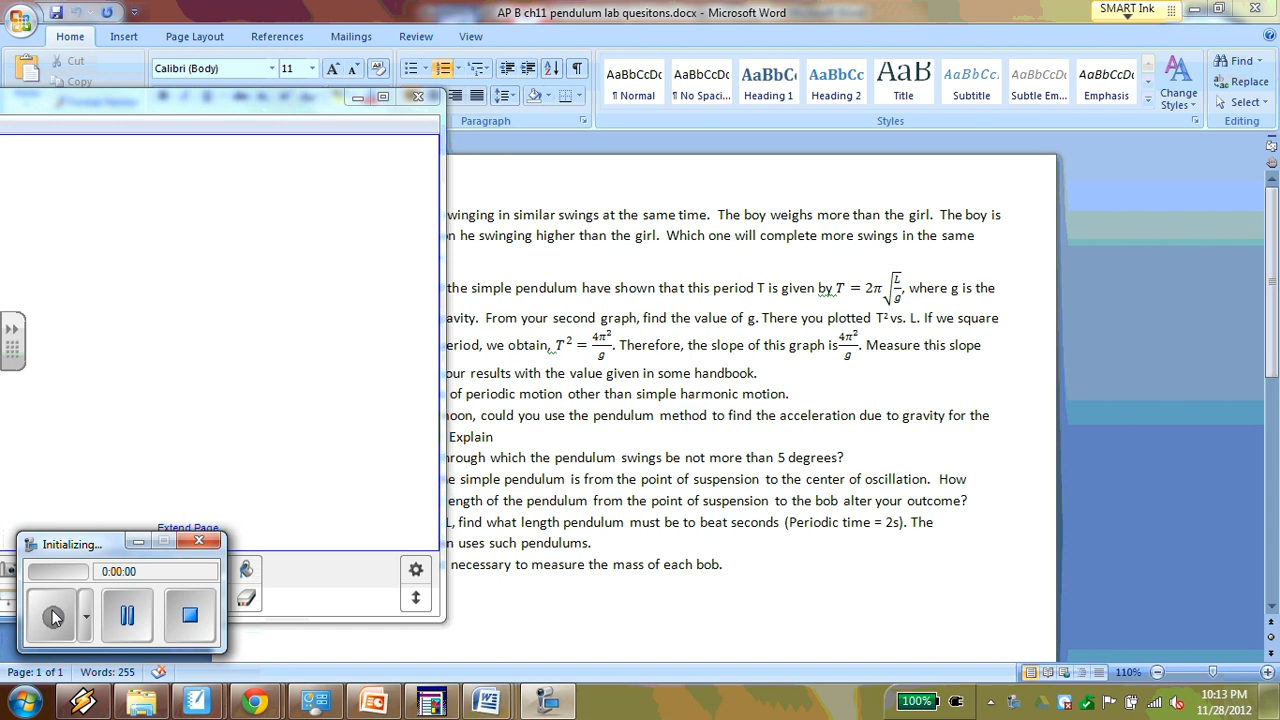 AP B ch11 pendulum lab quesitons.docx - Microsoft Word
SMART Ink
Home Insert Page Layout References Mailings Review View
Cut
Copy
Calibri (Body) 11
AaBbCcDc AaBbCcDc AaBbCc AaBbCc AaB AaBbCcI AaBbCcDc AaBbCcI
¶ Normal ¶ No Spaci... Heading 1 Heading 2 Title Subtitle Subtle Em... Emphasis
Change Styles
Find
Replace
Select
Paragraph Styles Editing
winging in similar swings at the same time. The boy weighs more than the girl. The boy is
n he swinging higher than the girl. Which one will complete more swings in the same
the simple pendulum have shown that this period T is given by T = 2π√(L/g), where g is the
avity. From your second graph, find the value of g. There you plotted T² vs. L. If we square
eriod, we obtain, T² = 4π²/g. Therefore, the slope of this graph is 4π²/g. Measure this slope
our results with the value given in some handbook.
of periodic motion other than simple harmonic motion.
noon, could you use the pendulum method to find the acceleration due to gravity for the
Explain
hrough which the pendulum swings be not more than 5 degrees?
e simple pendulum is from the point of suspension to the center of oscillation. How
ength of the pendulum from the point of suspension to the bob alter your outcome?
L, find what length pendulum must be to beat seconds (Periodic time = 2s). The
n uses such pendulums.
necessary to measure the mass of each bob.
Extend Page
Initializing...
0:00:00
Page: 1 of 1 Words: 255 110%
100%
10:13 PM
11/28/2012